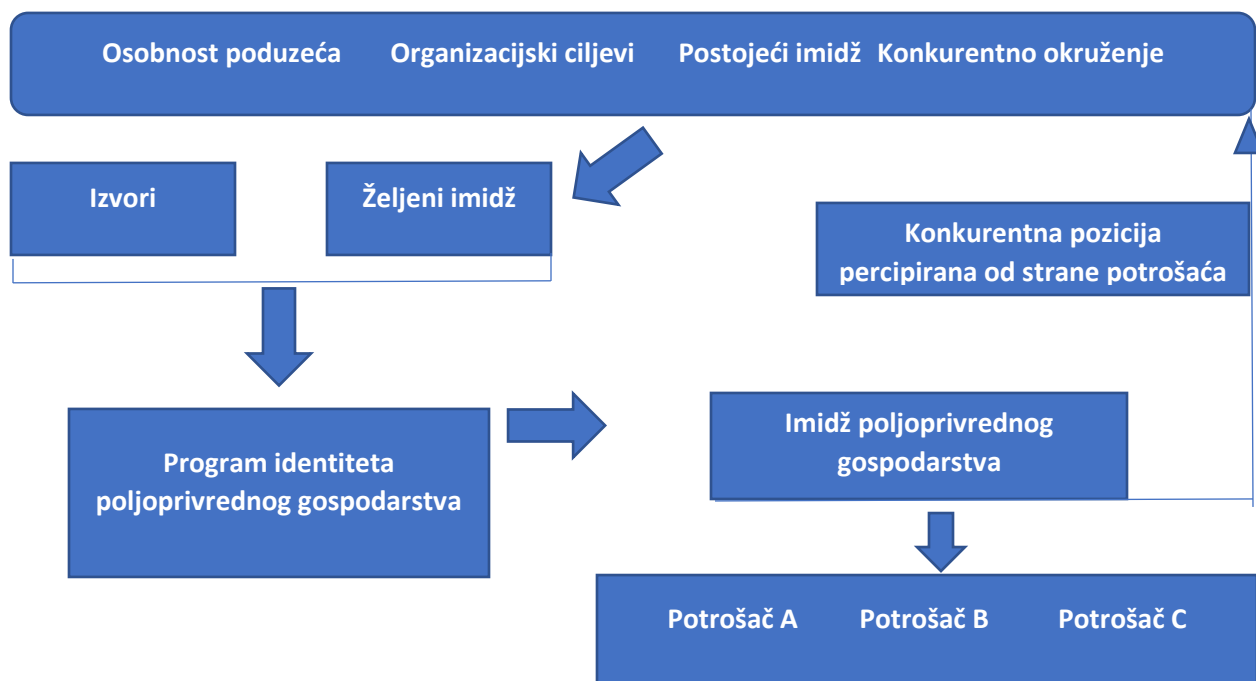 Osobnost poduzeća Organizacijski ciljevi Postojeći imidž Konkurentno okruženje
Izvori
Željeni imidž
Konkurentna pozicija
percipirana od strane potrošaća
Program identiteta
poljoprivrednog gospodarstva
Imidž poljoprivrednog
gospodarstva
Potrošač A Potrošač B Potrošač C